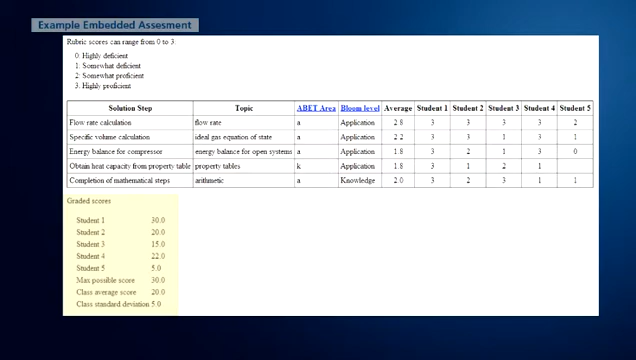 Example Embedded Assesment
Rubric scores can range from 0 to 3.
0: Highly deficient
1: Somewhat deficient
2: Somewhat proficient
3: Highly proficient
Solution Step Topic ABET Area Bloom level Average Student 1 Student 2 Student 3 Student 4 Student 5
Flow rate calculation flow rate a Application 2.8 3 3 3 3 2
Specific volume calculation ideal gas equation of state a Application 2.2 3 3 1 3 1
Energy balance for compressor energy balance for open systems a Application 1.8 3 2 1 3 0
Obtain heat capacity from property table property tables k Application 1.8 3 1 2 1
Completion of mathematical steps arithmetic a Knowledge 2.0 3 2 3 1 1
Graded scores
Student 1 30.0
Student 2 20.0
Student 3 15.0
Student 4 22.0
Student 5 5.0
Max possible score 30.0
Class average score 20.0
Class standard deviation 5.0